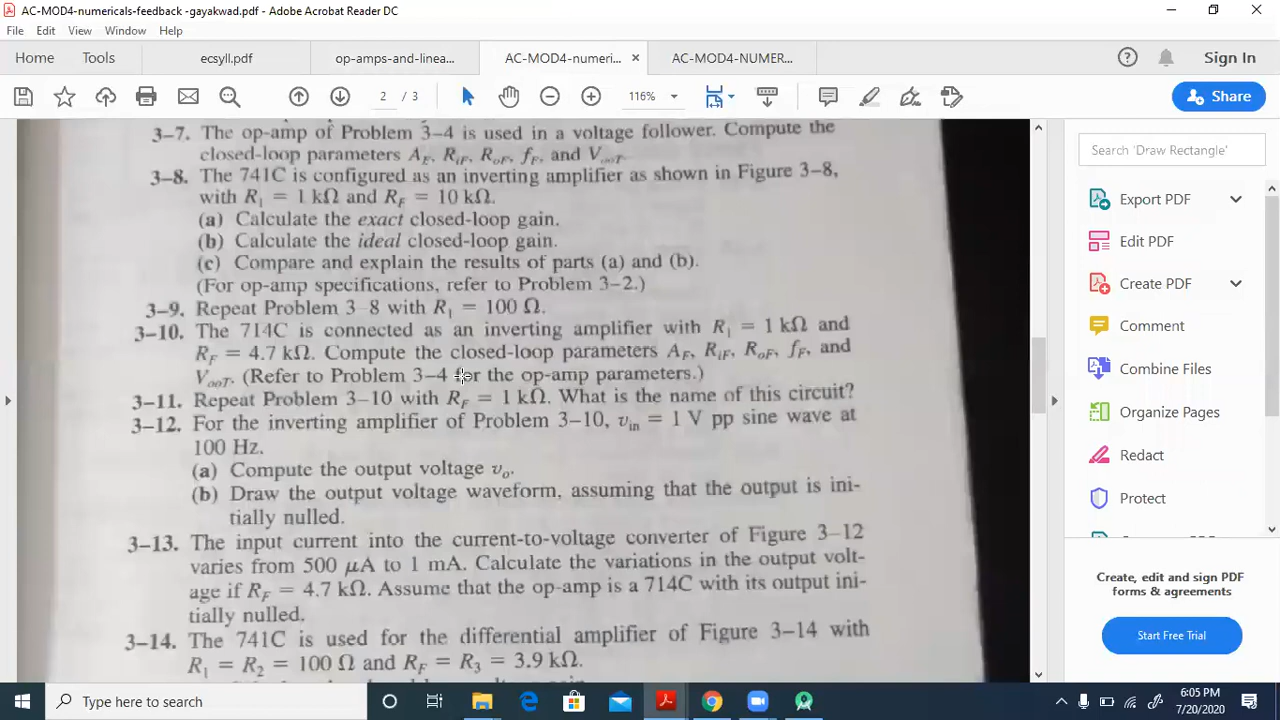 AC-MOD4-numericals-feedback -gayakwad.pdf - Adobe Acrobat Reader DC
File Edit View Window Help
Home Tools ecsyll.pdf op-amps-and-linea... AC-MOD4-numeri... × AC-MOD4-NUMER... Sign In
2 / 3 116% Share
3–7. The op-amp of Problem 3–4 is used in a voltage follower. Compute the
closed-loop parameters A_F, R_iF, R_oF, f_F, and V_ooT.
3–8. The 741C is configured as an inverting amplifier as shown in Figure 3–8,
with R₁ = 1 kΩ and R_F = 10 kΩ.
(a) Calculate the exact closed-loop gain.
(b) Calculate the ideal closed-loop gain.
(c) Compare and explain the results of parts (a) and (b).
(For op-amp specifications, refer to Problem 3–2.)
3–9. Repeat Problem 3–8 with R₁ = 100 Ω.
3–10. The 714C is connected as an inverting amplifier with R₁ = 1 kΩ and
R_F = 4.7 kΩ. Compute the closed-loop parameters A_F, R_iF, R_oF, f_F, and
V_ooT. (Refer to Problem 3–4 for the op-amp parameters.)
3–11. Repeat Problem 3–10 with R_F = 1 kΩ. What is the name of this circuit?
3–12. For the inverting amplifier of Problem 3–10, v_in = 1 V pp sine wave at
100 Hz.
(a) Compute the output voltage v_o.
(b) Draw the output voltage waveform, assuming that the output is ini-
tially nulled.
3–13. The input current into the current-to-voltage converter of Figure 3–12
varies from 500 μA to 1 mA. Calculate the variations in the output volt-
age if R_F = 4.7 kΩ. Assume that the op-amp is a 714C with its output ini-
tially nulled.
3–14. The 741C is used for the differential amplifier of Figure 3–14 with
R₁ = R₂ = 100 Ω and R_F = R₃ = 3.9 kΩ.
Search 'Draw Rectangle'
Export PDF
Edit PDF
Create PDF
Comment
Combine Files
Organize Pages
Redact
Protect
Create, edit and sign PDF
forms & agreements
Start Free Trial
Type here to search
6:05 PM
7/20/2020